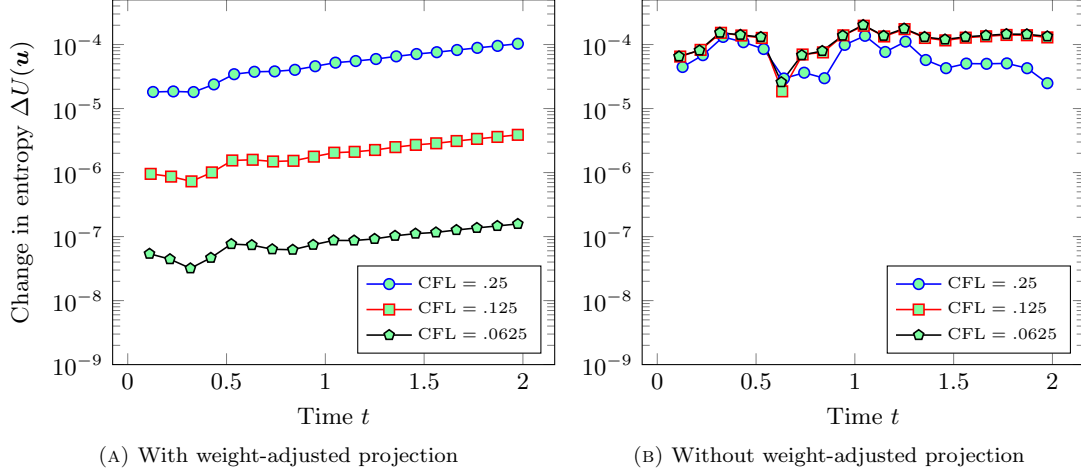 Change in entropy ΔU(u)
10⁻⁴
10⁻⁵
10⁻⁶
10⁻⁷
10⁻⁸
10⁻⁹
0
0.5
1
1.5
2
CFL = .25
CFL = .125
CFL = .0625
Time t
(A) With weight-adjusted projection
10⁻⁴
10⁻⁵
10⁻⁶
10⁻⁷
10⁻⁸
10⁻⁹
0
0.5
1
1.5
2
CFL = .25
CFL = .125
CFL = .0625
Time t
(B) Without weight-adjusted projection